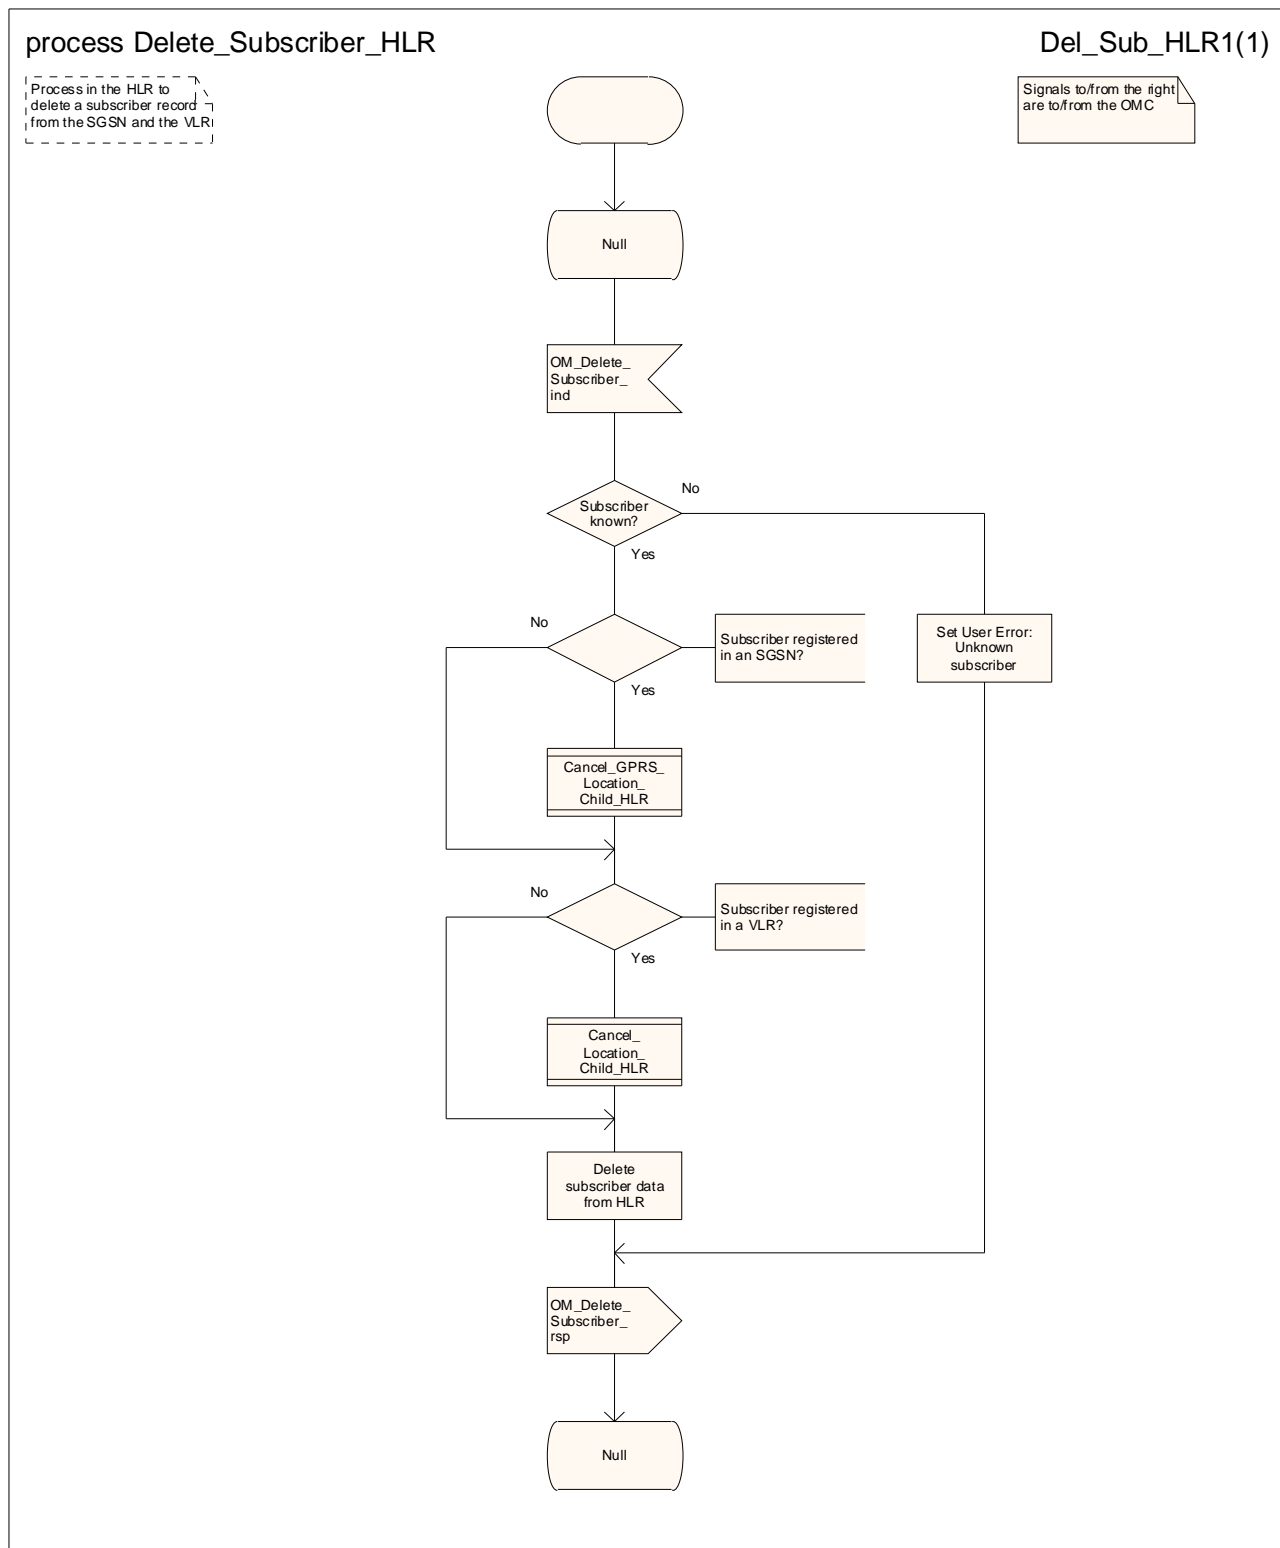 process Delete_Subscriber_HLR
Del_Sub_HLR1(1)
Process in the HLR to
delete a subscriber record
from the SGSN and the VLR
Signals to/from the right
are to/from the OMC
Null
OM_Delete_
Subscriber_
ind
Subscriber
known?
No
Yes
No
Subscriber registered
in an SGSN?
Set User Error:
Unknown
subscriber
Yes
Cancel_GPRS_
Location_
Child_HLR
No
Subscriber registered
in a VLR?
Yes
Cancel_
Location_
Child_HLR
Delete
subscriber data
from HLR
OM_Delete_
Subscriber_
rsp
Null